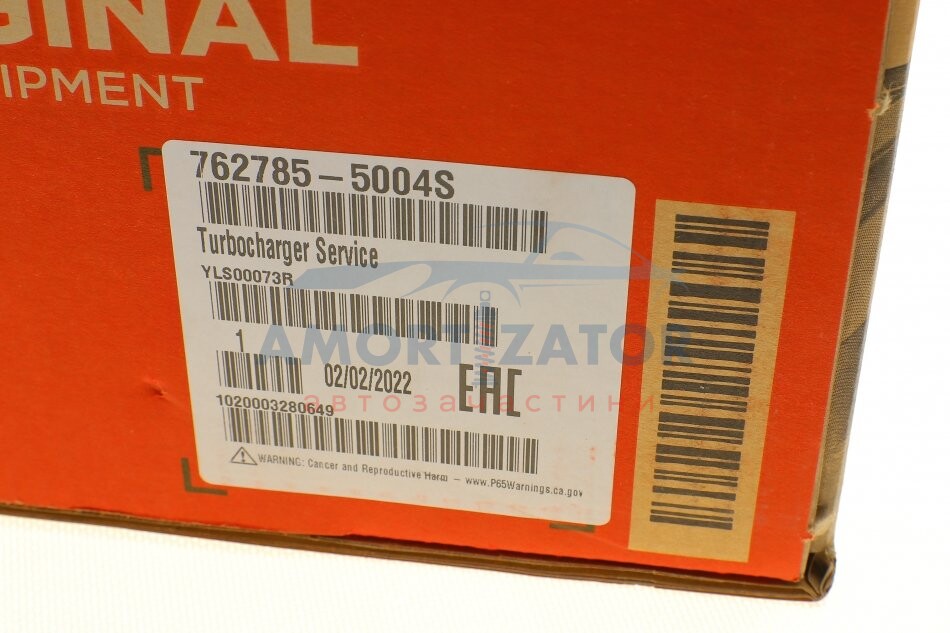 GINAL
IPMENT
762785-5004S
Turbocharger Service
YLS00073R
1
02/02/2022
EAC
1020003280649
WARNING: Cancer and Reproductive Harm - www.P65Warnings.ca.gov
AMORTIZATOR
автозапчастини